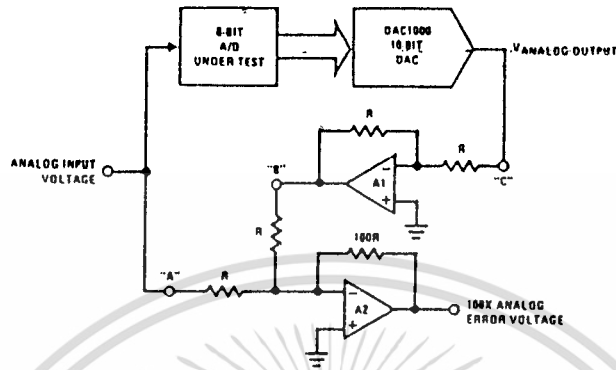 8-BIT
A/D
UNDER TEST
DAC1000
10 BIT
DAC
VANALOG-OUTPUT
ANALOG INPUT
VOLTAGE
R
R
"B"
A1
-
+
"C"
R
100R
"A"
R
-
A2
+
100X ANALOG
ERROR VOLTAGE